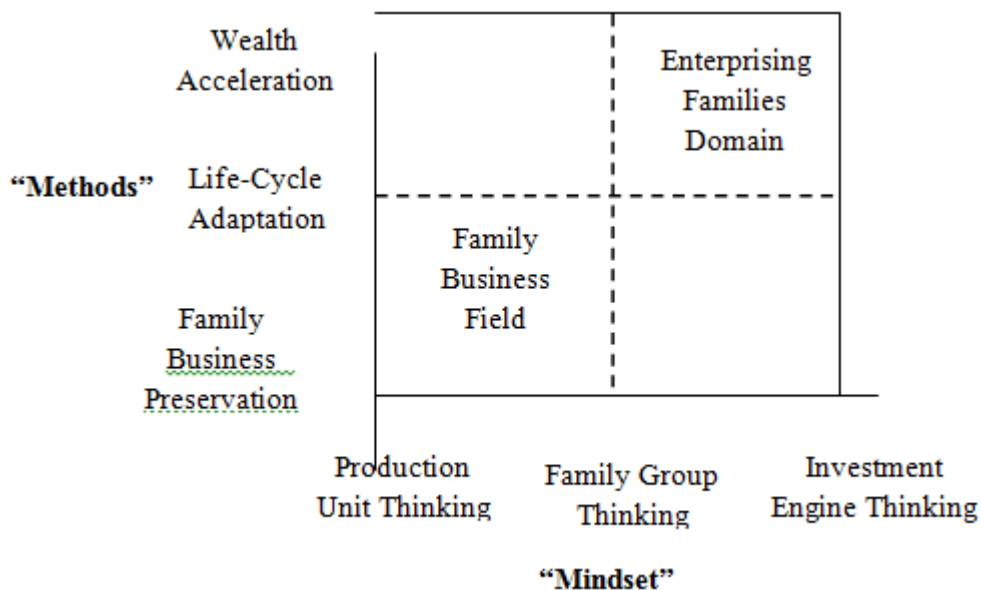 Wealth
Acceleration
Enterprising
Families
Domain
“Methods”
Life-Cycle
Adaptation
Family
Business
Field
Family
Business
Preservation
Production
Unit Thinking
Family Group
Thinking
Investment
Engine Thinking
“Mindset”